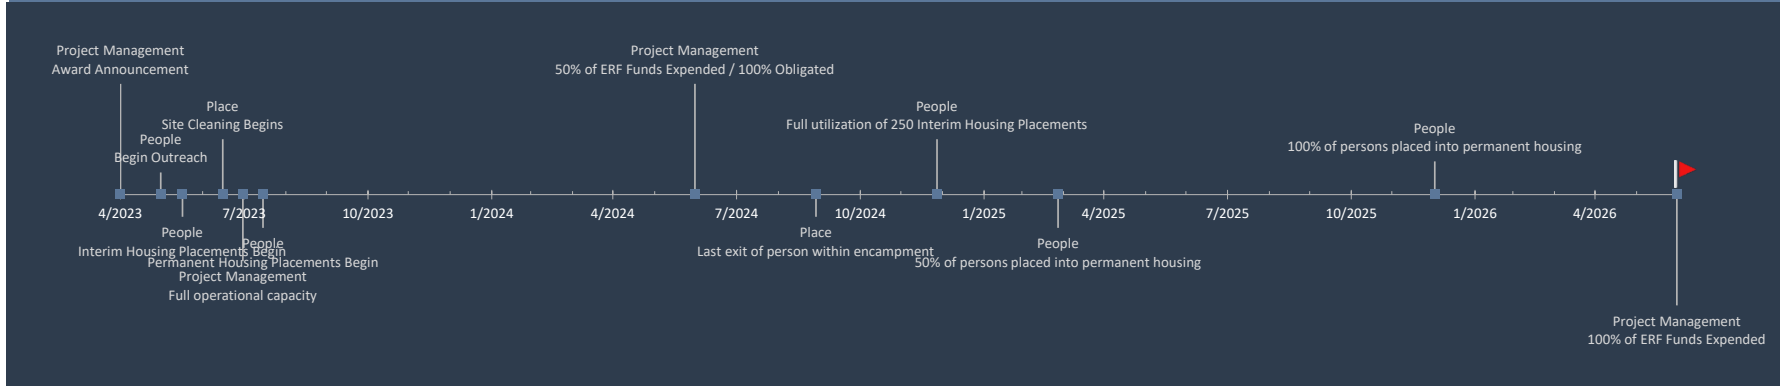 Project Management
Award Announcement
Project Management
50% of ERF Funds Expended / 100% Obligated
Place
Site Cleaning Begins
People
Full utilization of 250 Interim Housing Placements
People
Begin Outreach
People
100% of persons placed into permanent housing
4/2023
7/2023
10/2023
1/2024
4/2024
7/2024
10/2024
1/2025
4/2025
7/2025
10/2025
1/2026
4/2026
People
Interim Housing Placements Begin
People
Permanent Housing Placements Begin
Project Management
Full operational capacity
Place
Last exit of person within encampment
People
50% of persons placed into permanent housing
Project Management
100% of ERF Funds Expended